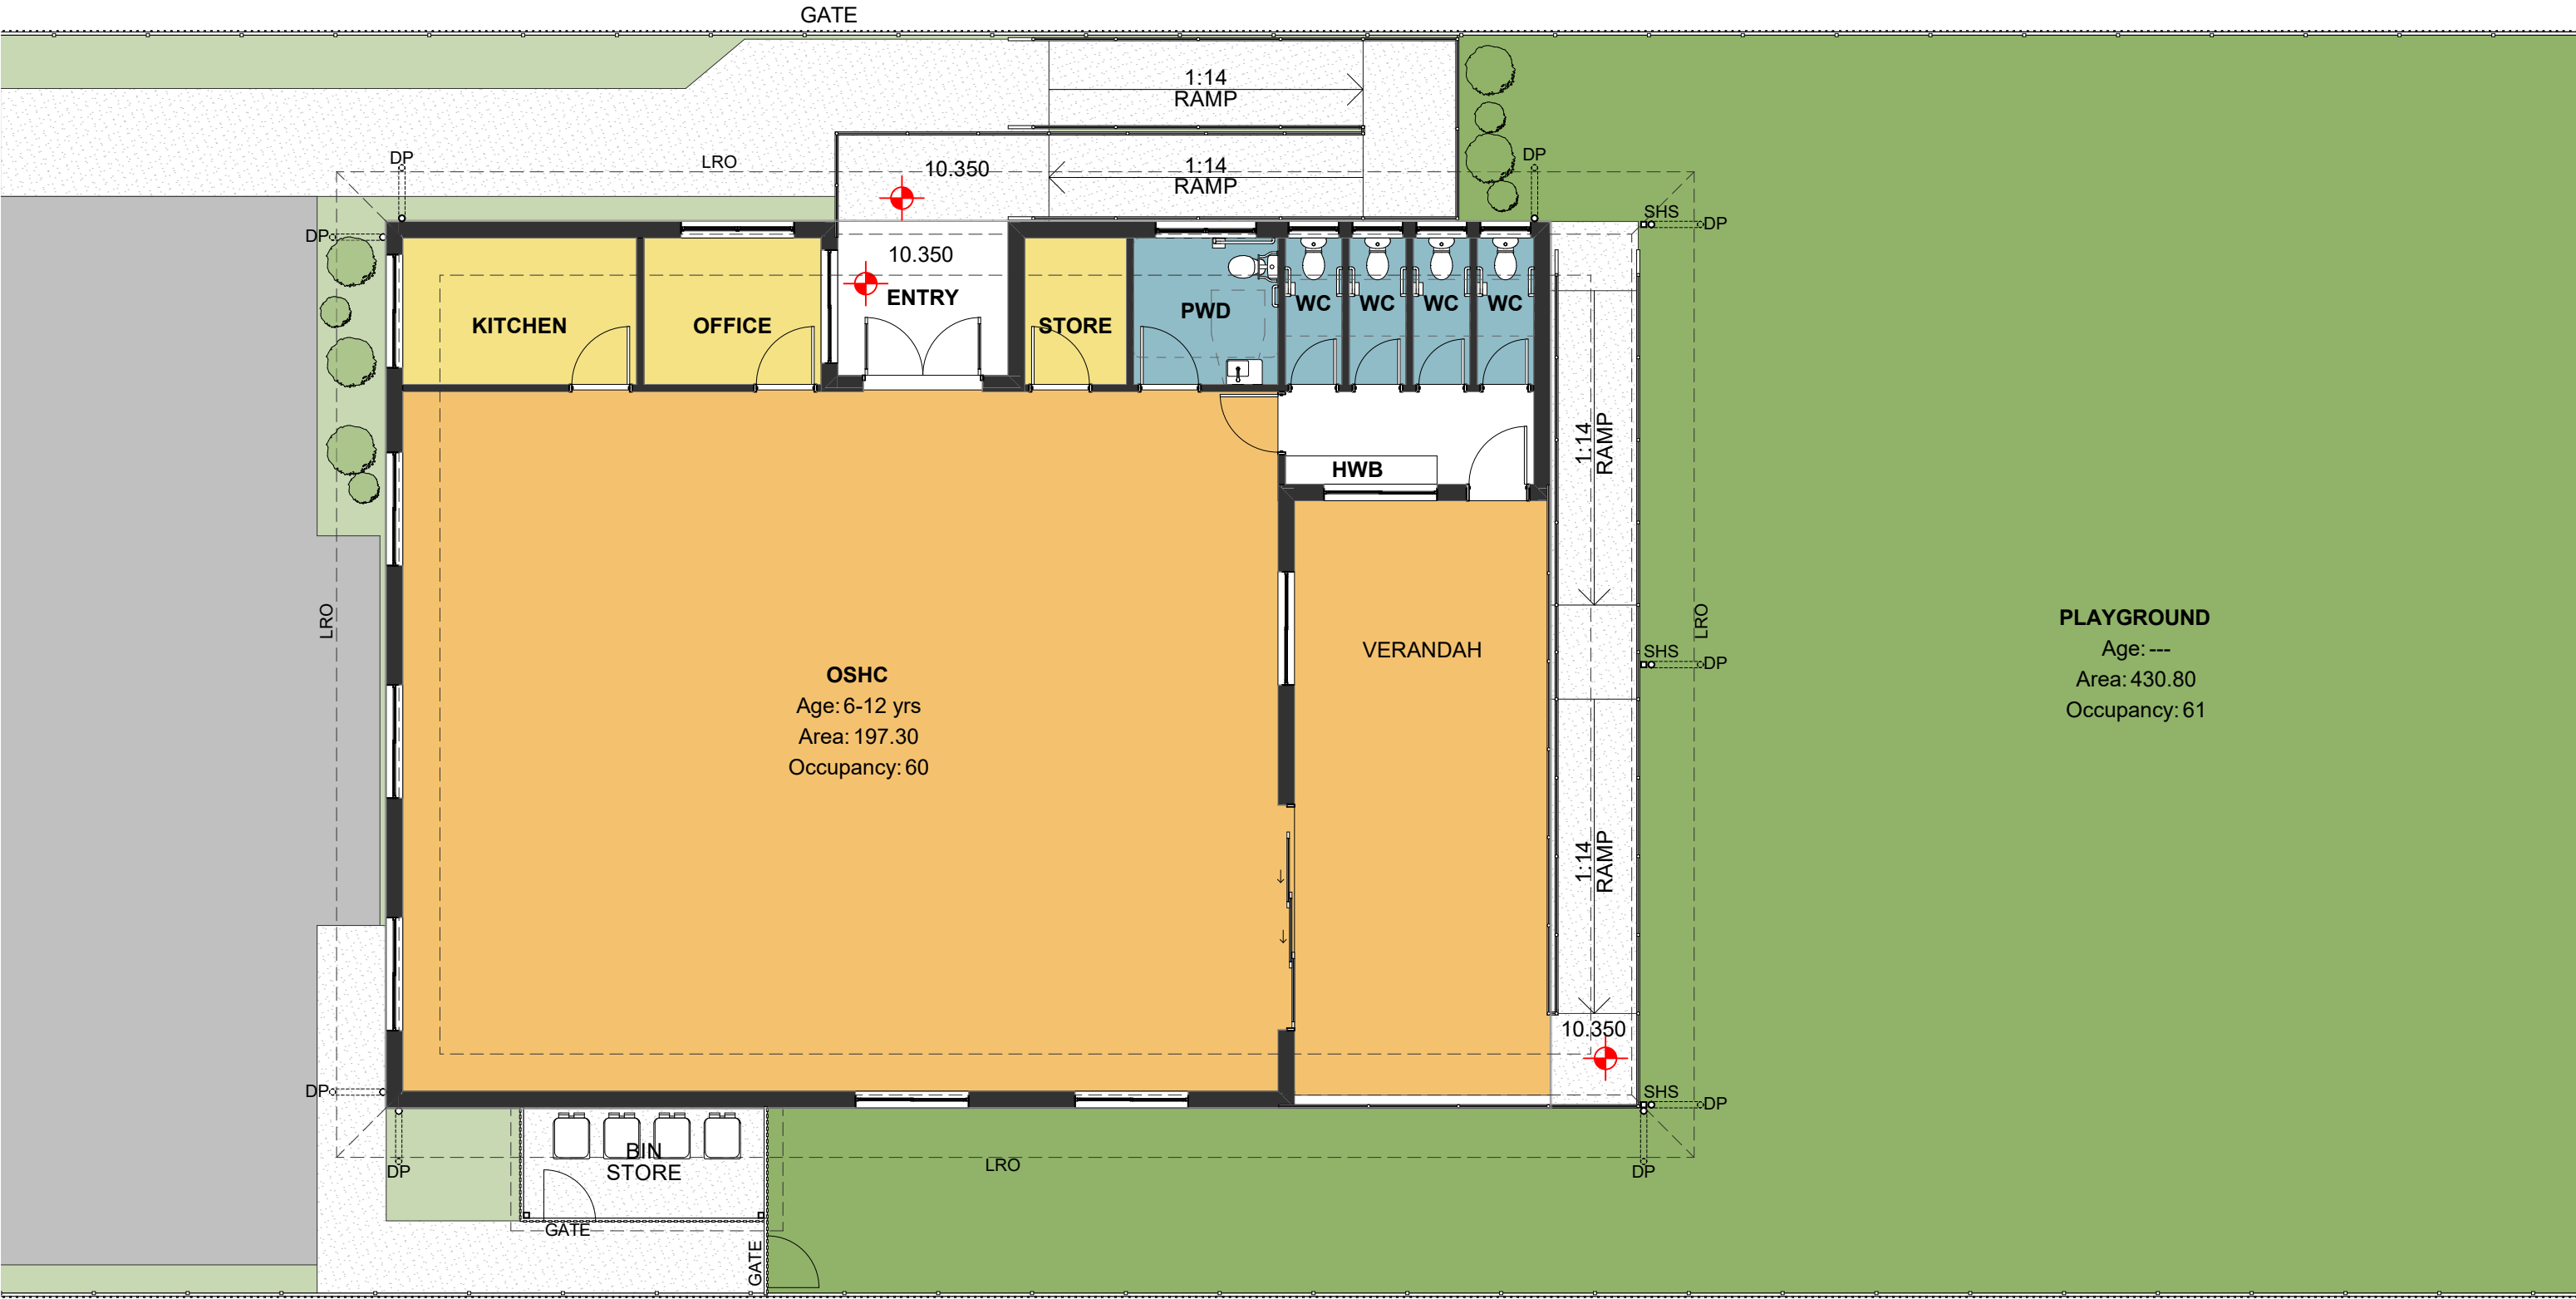 GATE
1:14
RAMP
DP
LRO
10.350
1:14
RAMP
DP
SHS
DP
DP
10.350
ENTRY
KITCHEN
OFFICE
STORE
PWD
WC
WC
WC
WC
HWB
1:14
RAMP
LRO
LRO
VERANDAH
SHS
DP
OSHC
Age: 6-12 yrs
Area: 197.30
Occupancy: 60
PLAYGROUND
Age: ---
Area: 430.80
Occupancy: 61
1:14
RAMP
10.350
DP
SHS
DP
BIN
STORE
DP
LRO
DP
GATE
GATE